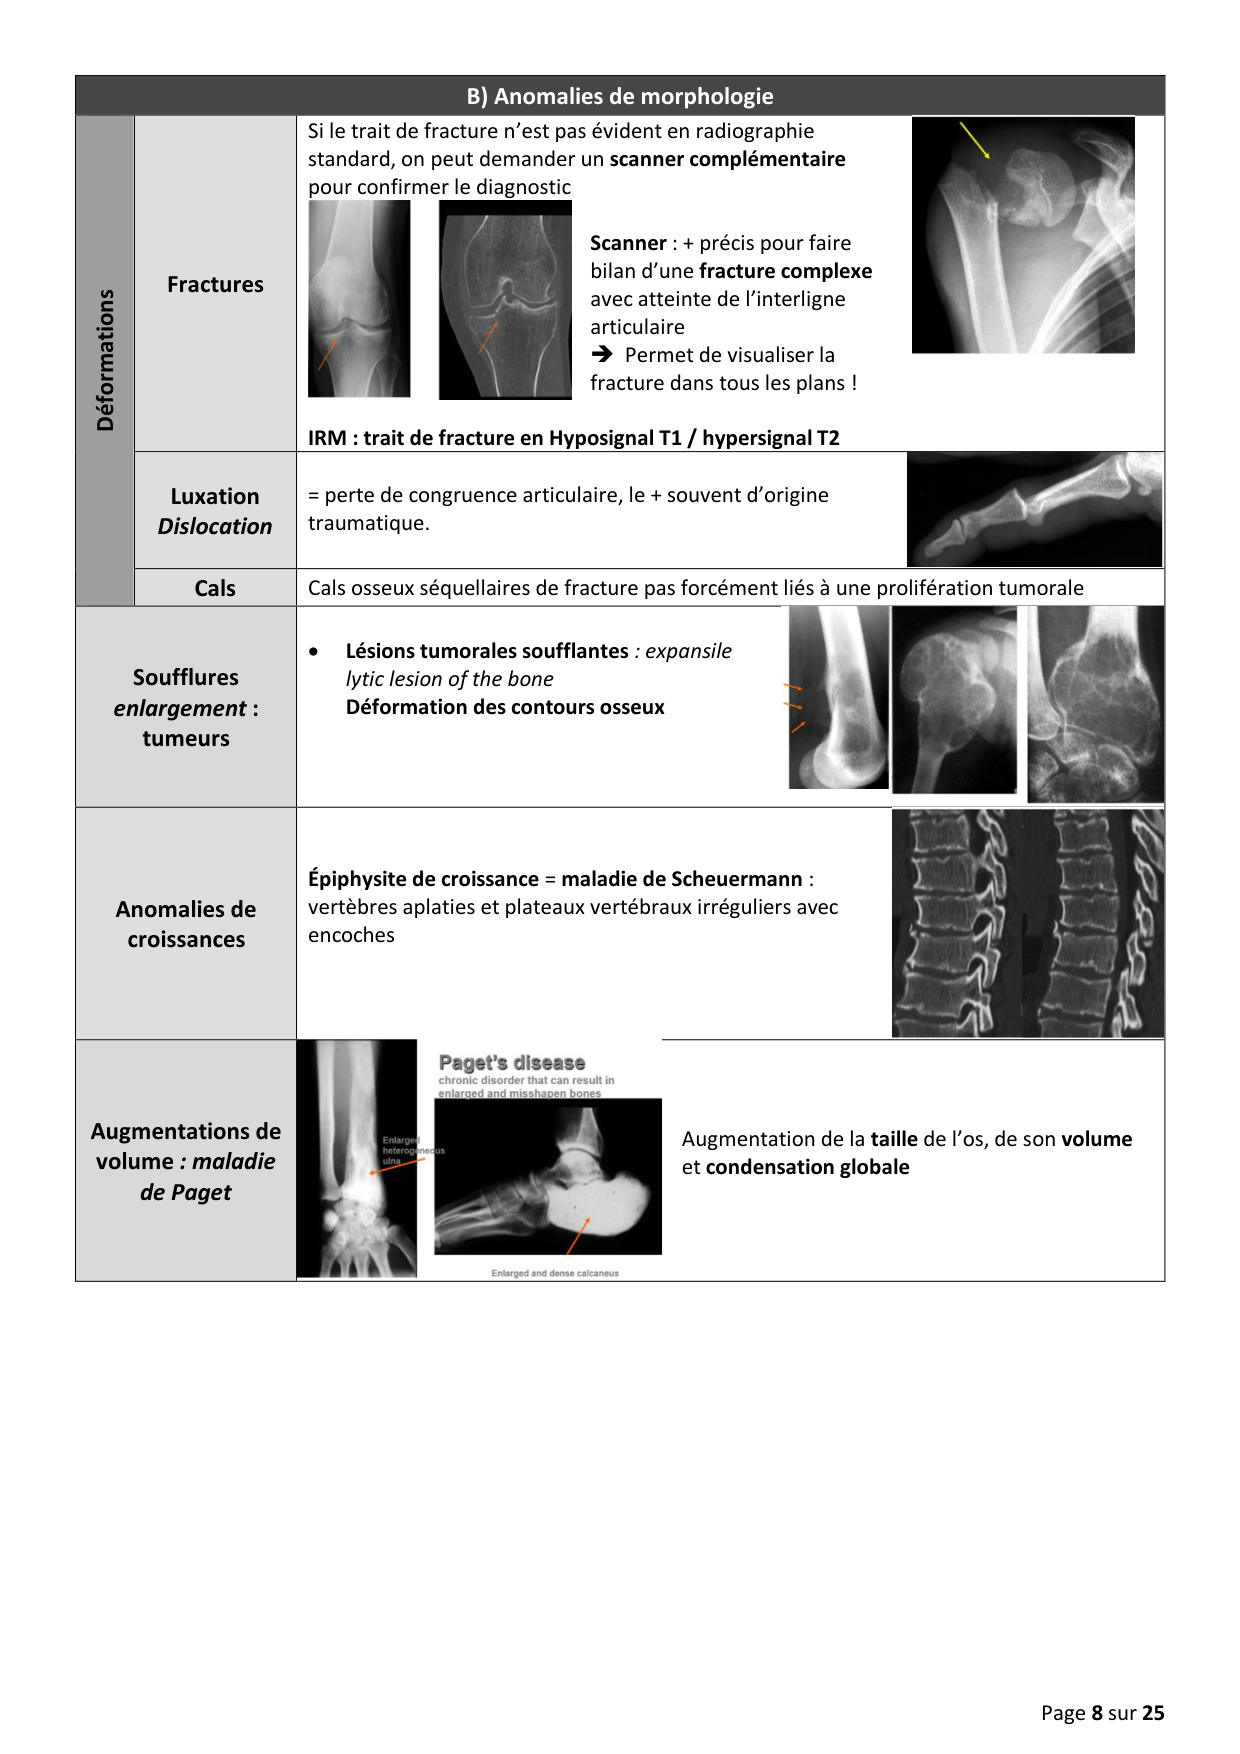 B) Anomalies de morphologie
Déformations
Fractures
Si le trait de fracture n’est pas évident en radiographie
standard, on peut demander un scanner complémentaire
pour confirmer le diagnostic
Scanner : + précis pour faire
bilan d’une fracture complexe
avec atteinte de l’interligne
articulaire
➔ Permet de visualiser la
fracture dans tous les plans !
IRM : trait de fracture en Hyposignal T1 / hypersignal T2
Luxation
Dislocation
= perte de congruence articulaire, le + souvent d’origine
traumatique.
Cals
Cals osseux séquellaires de fracture pas forcément liés à une prolifération tumorale
Soufflures
enlargement :
tumeurs
• Lésions tumorales soufflantes : expansile
lytic lesion of the bone
Déformation des contours osseux
Anomalies de
croissances
Épiphysite de croissance = maladie de Scheuermann :
vertèbres aplaties et plateaux vertébraux irréguliers avec
encoches
Augmentations de
volume : maladie
de Paget
Paget’s disease
chronic disorder that can result in
enlarged and misshapen bones
Enlarged
heterogeneous
ulna
Enlarged and dense calcaneus
Augmentation de la taille de l’os, de son volume
et condensation globale
Page 8 sur 25